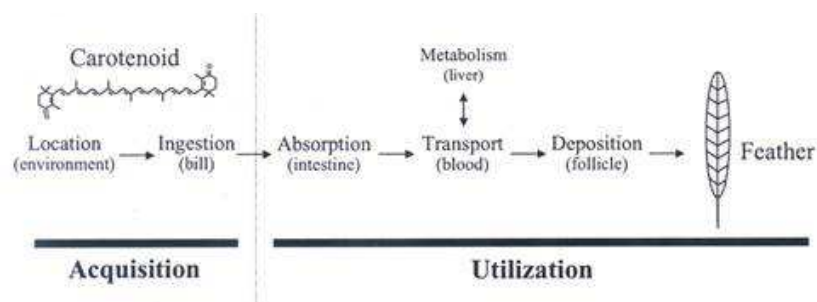 Carotenoid
Metabolism
(liver)
Location
(environment)
Ingestion
(bill)
Absorption
(intestine)
Transport
(blood)
Deposition
(follicle)
Feather
Acquisition
Utilization